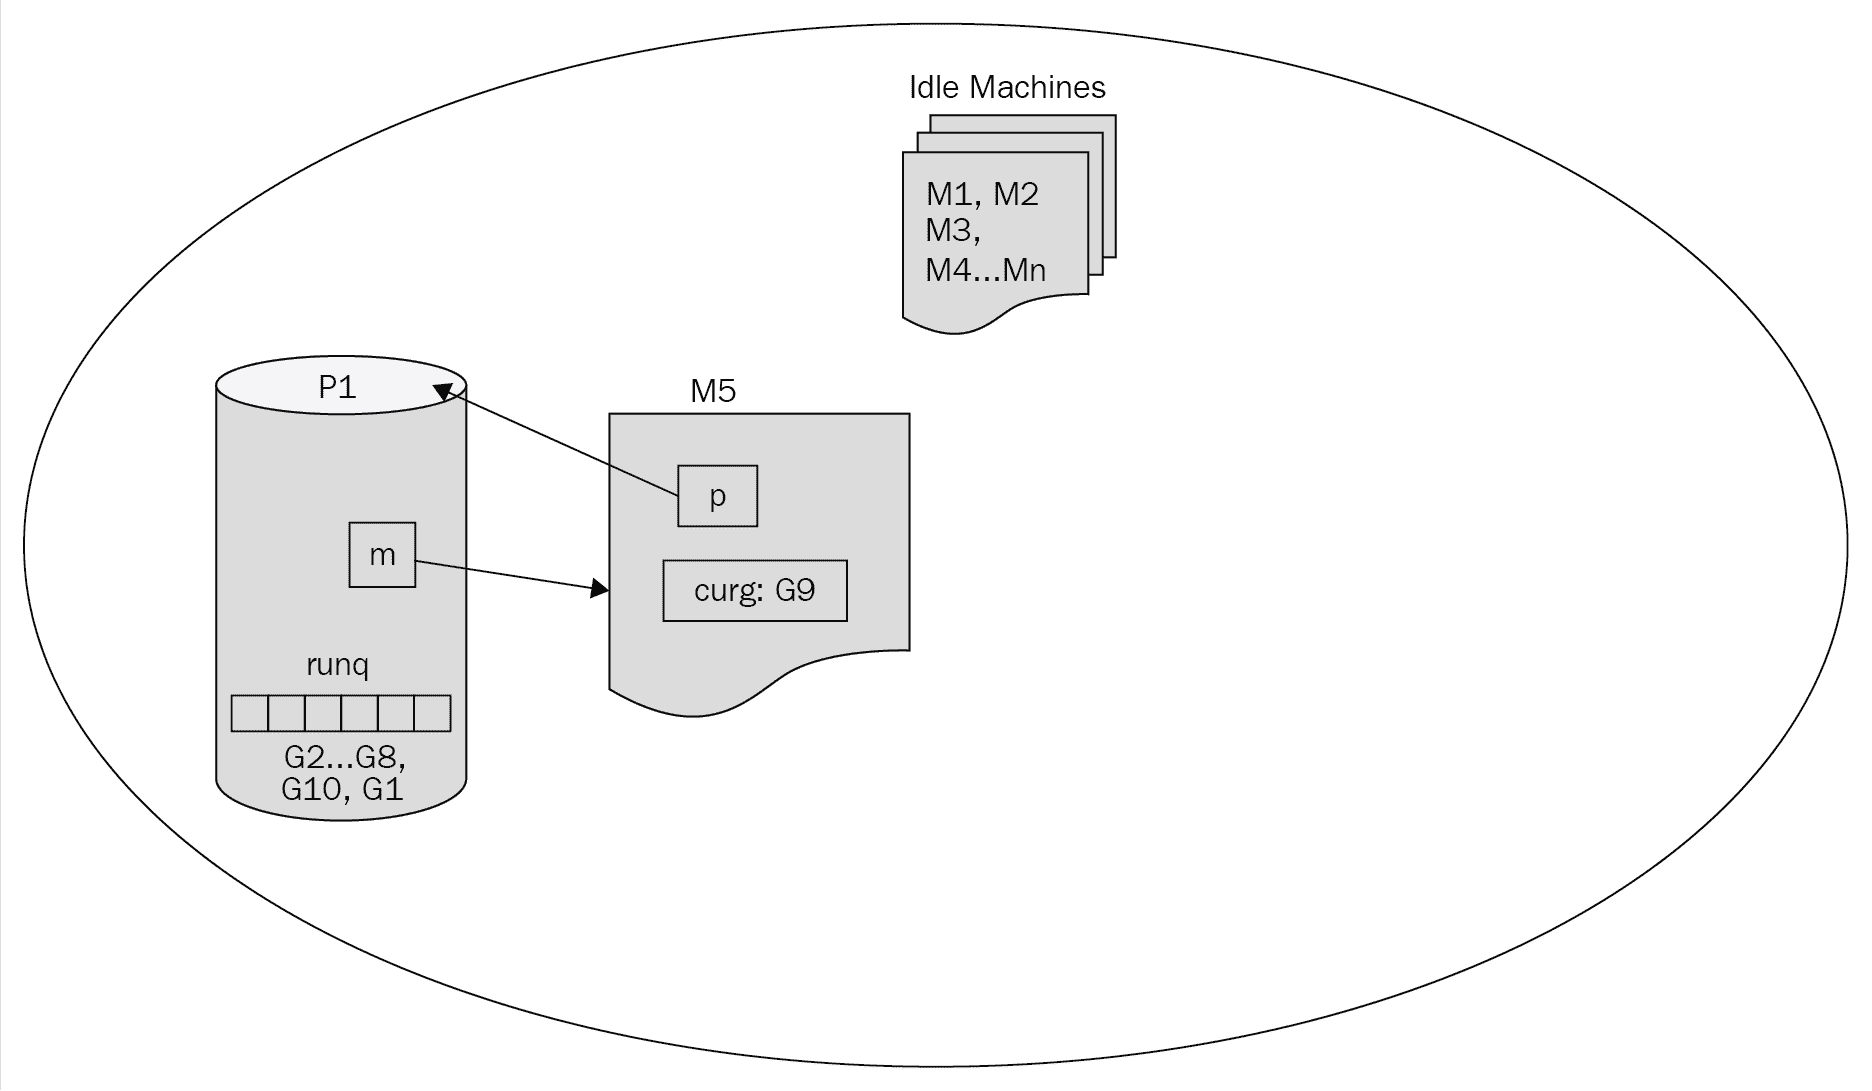 Idle Machines
M1, M2
M3,
M4...Mn
P1
M5
p
m
curg: G9
runq
G2...G8,
G10, G1